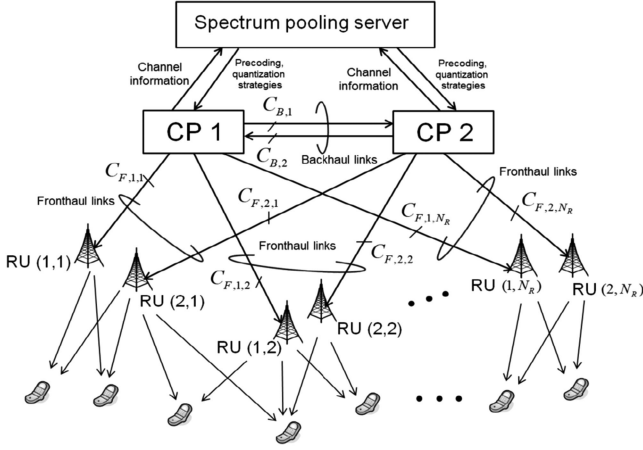 Spectrum pooling server
Channel
information
Precoding,
quantization
strategies
Channel
information
Precoding,
quantization
strategies
CP 1
CP 2
C_{B,1}
C_{B,2}
Backhaul links
C_{F,1,1}
Fronthaul links
C_{F,2,1}
Fronthaul links
C_{F,1,N_R}
C_{F,2,N_R}
Fronthaul links
C_{F,1,2}
C_{F,2,2}
RU (1,1)
RU (2,1)
RU (1,2)
RU (2,2)
RU (1,N_R)
RU (2,N_R)